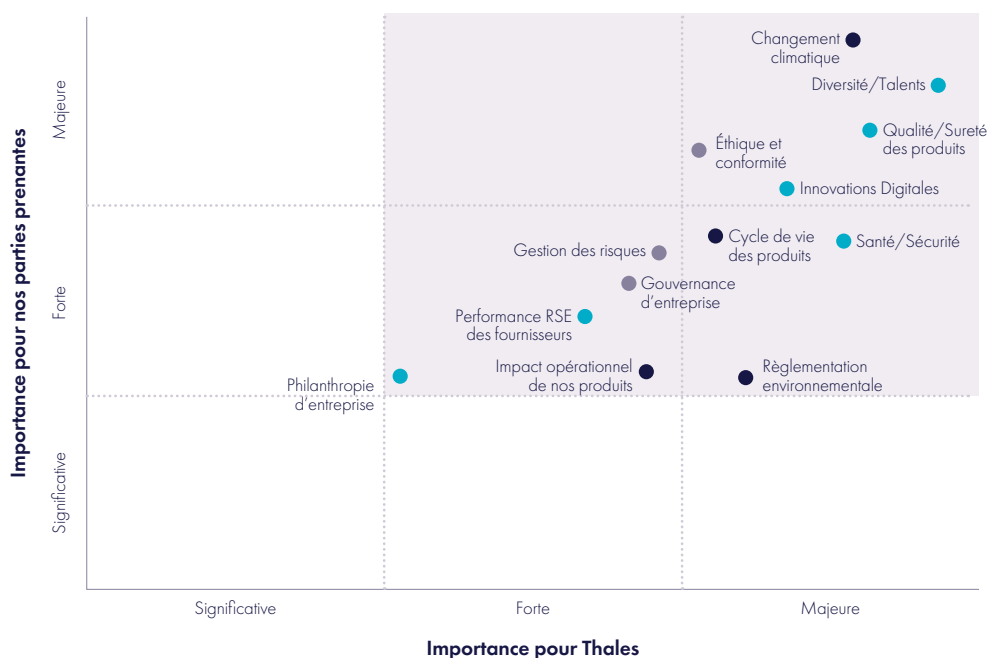 Changement
climatique
Diversité/Talents
Qualité/Sureté
des produits
Éthique et
conformité
Innovations Digitales
Cycle de vie
des produits
Santé/Sécurité
Gestion des risques
Gouvernance
d'entreprise
Performance RSE
des fournisseurs
Impact opérationnel
de nos produits
Règlementation
environnementale
Philanthropie
d'entreprise
Importance pour nos parties prenantes
Majeure
Forte
Significative
Significative
Forte
Majeure
Importance pour Thales